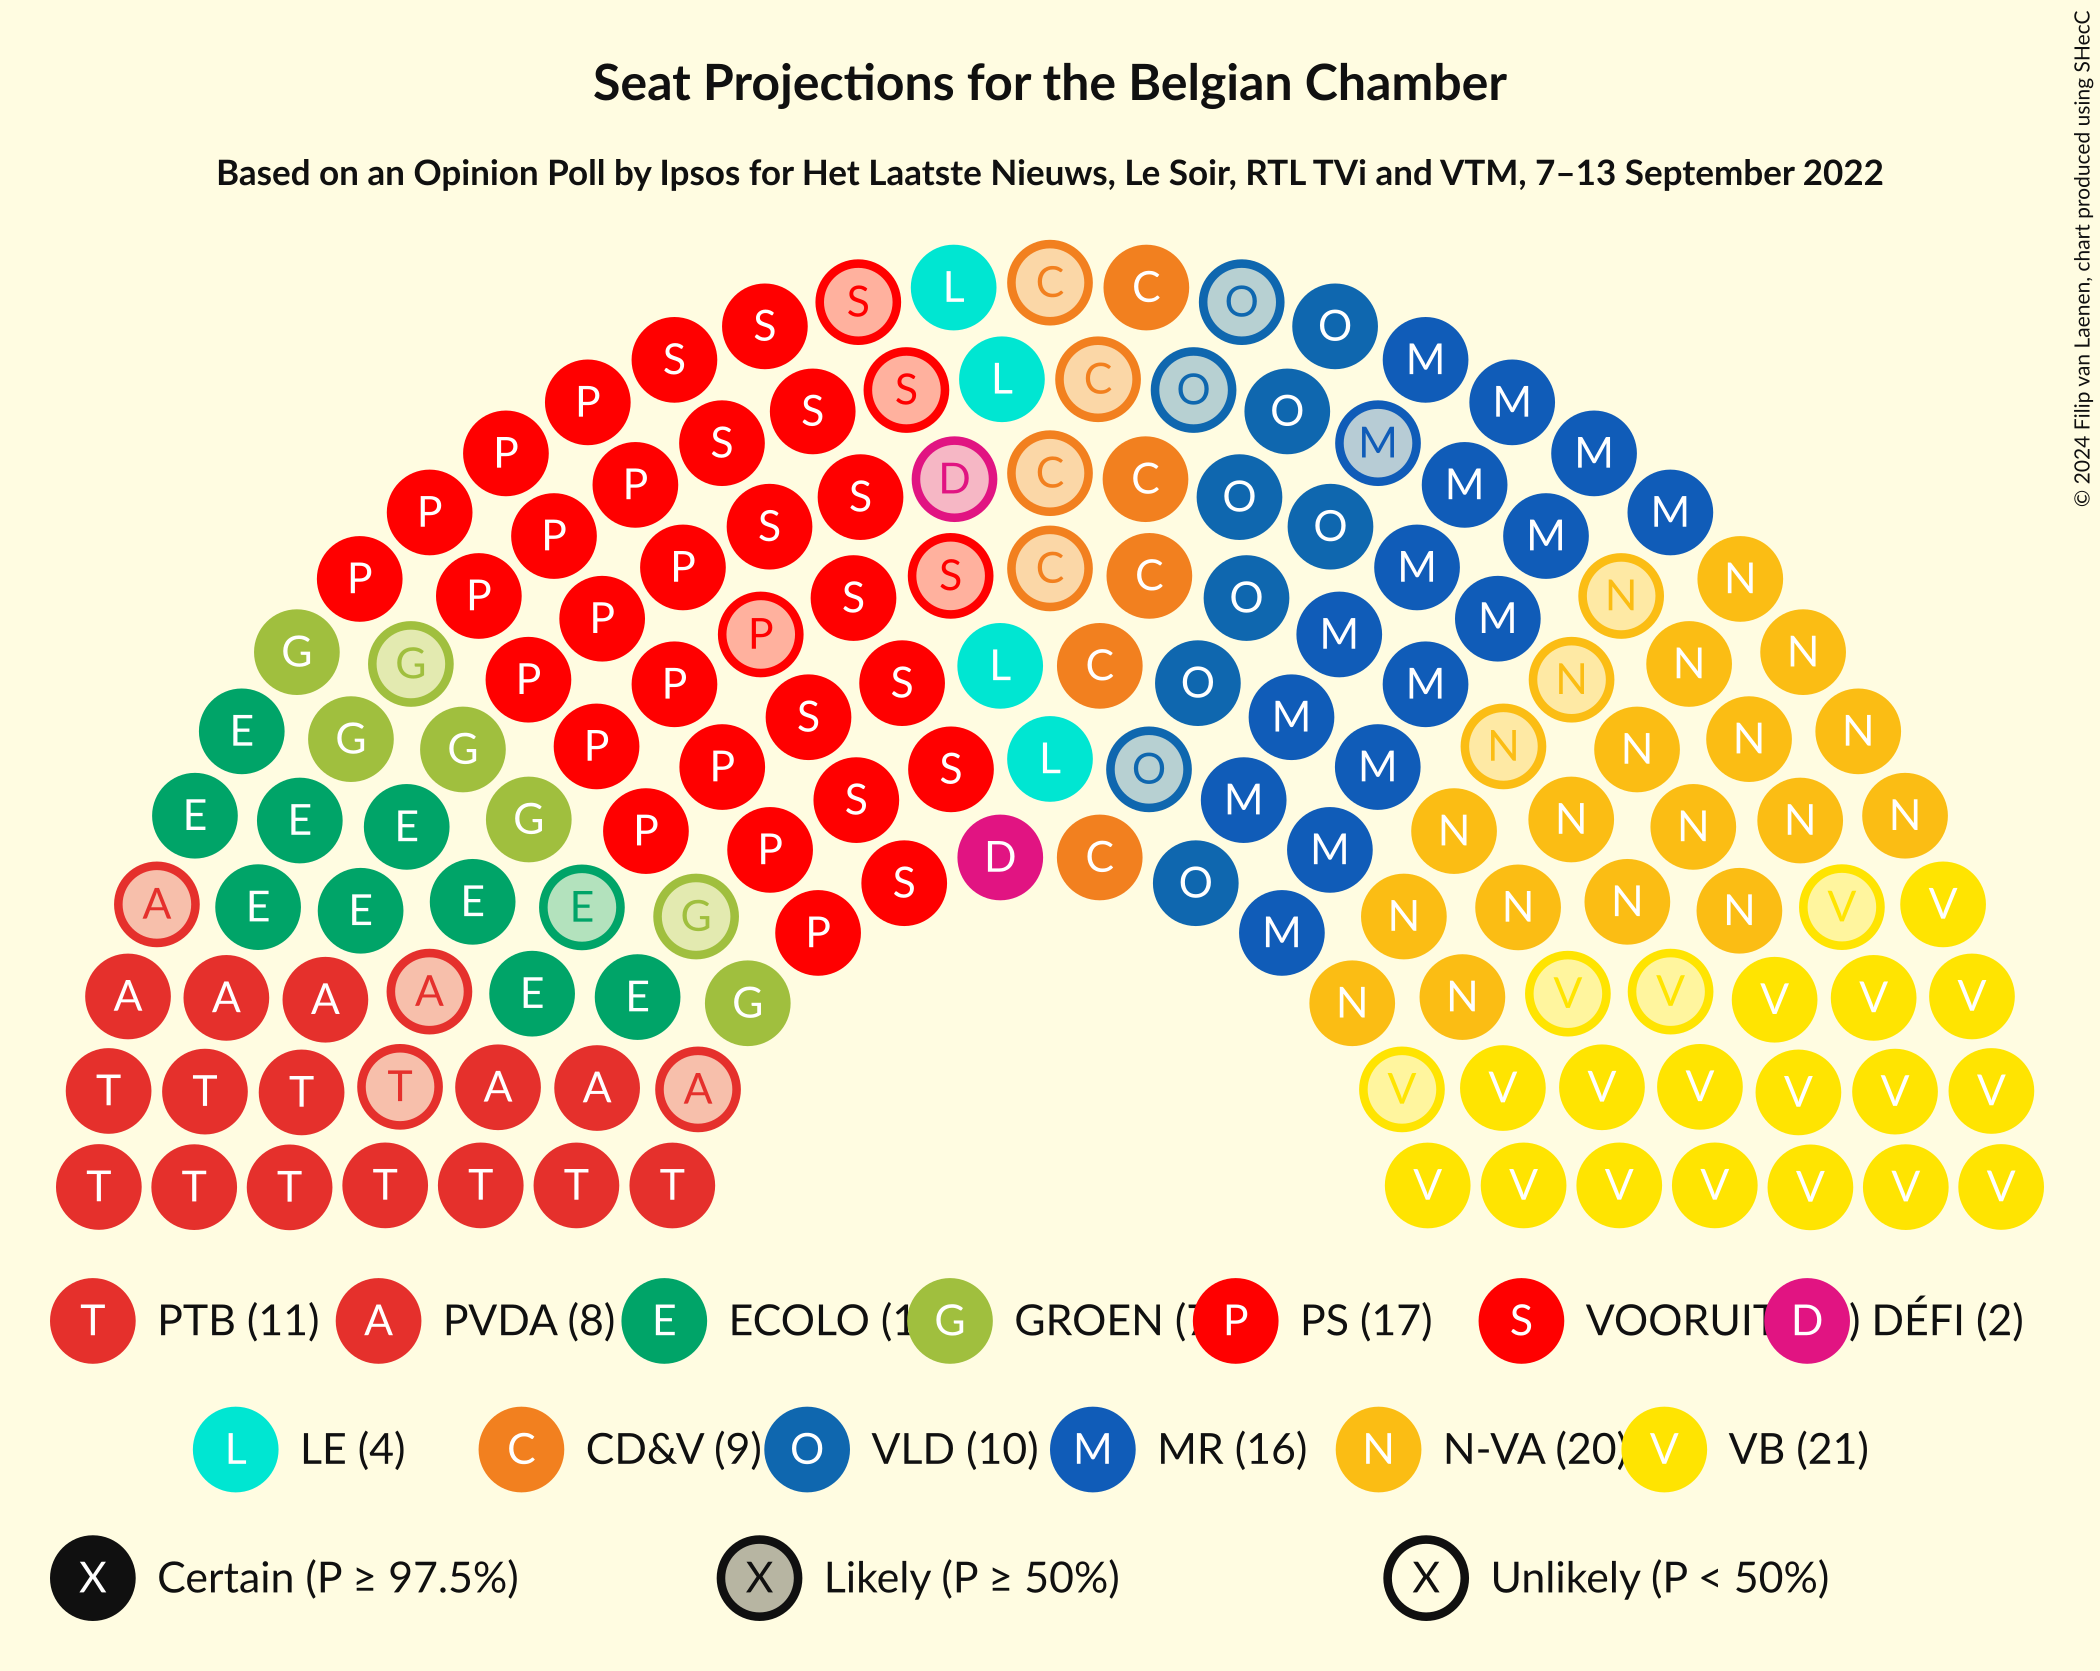 Seat Projections for the Belgian Chamber
Based on an Opinion Poll by Ipsos for Het Laatste Nieuws, Le Soir, RTL TVi and VTM, 7–13 September 2022
© 2024 Filip van Laenen, chart produced using SHecC
S L C C O O
S M
S S L C O O M
P M
P S S D C C O M M
P P S S S C C O O M M
P P P P S L C O M M N N
G G P P P S S L O M M M N N N
E G G P P S D C O M N N N N N
E E E G P P S M N N N N N
A E E E E G P M N N N N V V
A A A A E E G N N V V V V V
T T T T A A A V V V V V V V
T T T T T T T V V V V V V V
T PTB (11) A PVDA (8) E ECOLO (1 G GROEN (7 P PS (17) S VOORUIT D ) DÉFI (2)
L LE (4) C CD&V (9) O VLD (10) M MR (16) N N-VA (20) V VB (21)
X Certain (P ≥ 97.5%) X Likely (P ≥ 50%) X Unlikely (P < 50%)